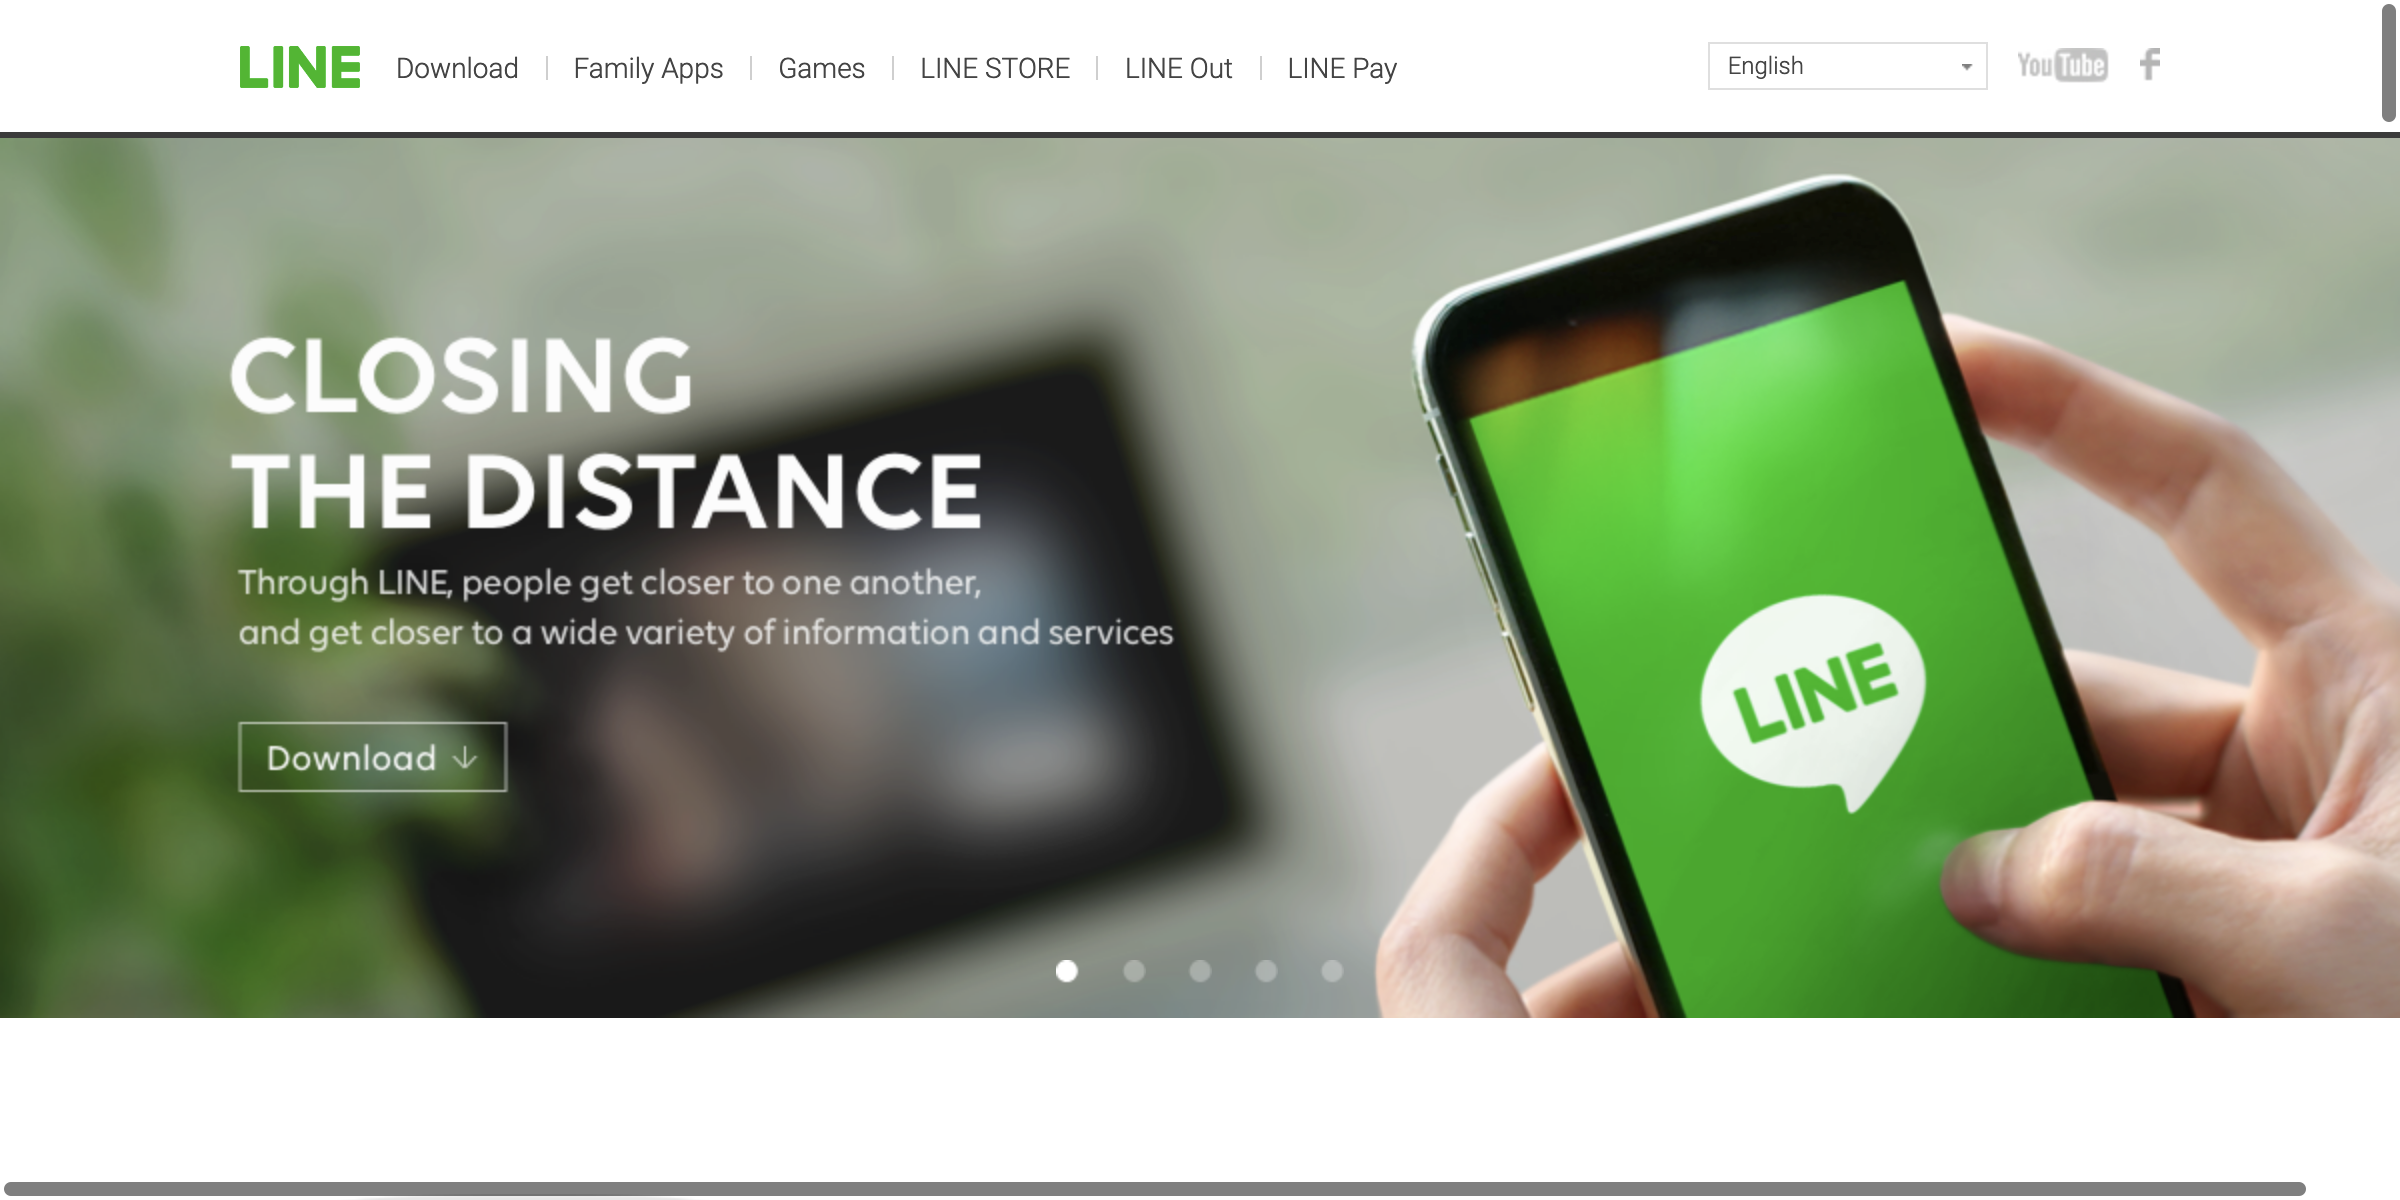 LINE
Download
Family Apps
Games
LINE STORE
LINE Out
LINE Pay
English
YouTube
f
CLOSING
THE DISTANCE
Through LINE, people get closer to one another,
and get closer to a wide variety of information and services
Download
LINE